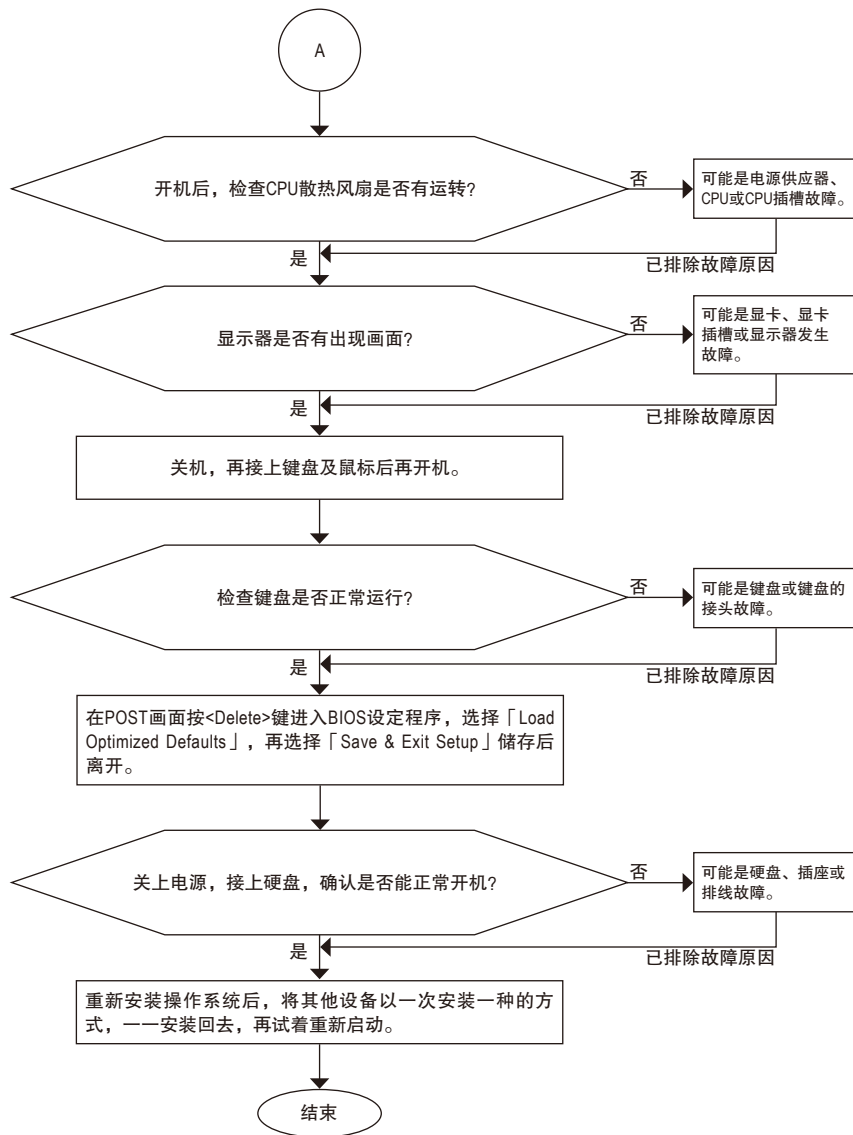 A
开机后，检查CPU散热风扇是否有运转?
否
可能是电源供应器、
CPU或CPU插槽故障。
是
已排除故障原因
显示器是否有出现画面?
否
可能是显卡、显卡
插槽或显示器发生
故障。
是
已排除故障原因
关机，再接上键盘及鼠标后再开机。
检查键盘是否正常运行?
否
可能是键盘或键盘的
接头故障。
是
已排除故障原因
在POST画面按<Delete>键进入BIOS设定程序，选择「Load
Optimized Defaults」，再选择「Save & Exit Setup」储存后
离开。
关上电源，接上硬盘，确认是否能正常开机?
否
可能是硬盘、插座或
排线故障。
是
已排除故障原因
重新安装操作系统后，将其他设备以一次安装一种的方
式，一一安装回去，再试着重新启动。
结束